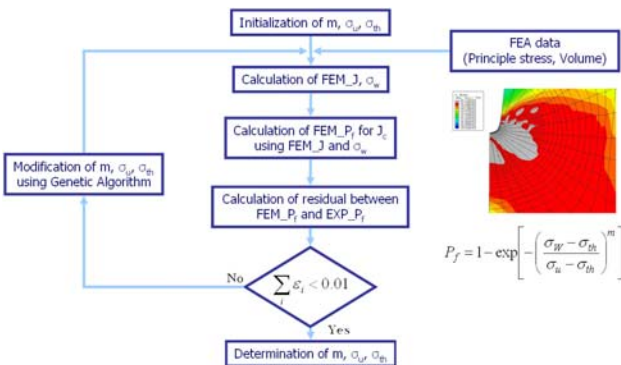 Initialization of m, σu, σth
FEA data
(Principle stress, Volume)
Calculation of FEM_J, σw
Calculation of FEM_Pf for Jc
using FEM_J and σw
Modification of m, σu, σth
using Genetic Algorithm
Calculation of residual between
FEM_Pf and EXP_Pf
Pf = 1 − exp[−((σW − σth)/(σu − σth))^m]
No
∑i εi < 0.01
Yes
Determination of m, σu, σth